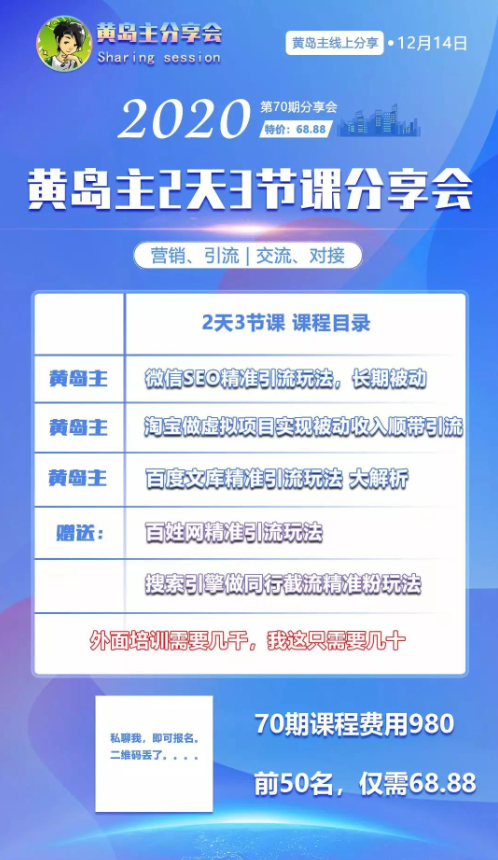 黄岛主分享会
Sharing session
黄岛主线上分享
•12月14日
2020
第70期分享会
特价：68.88
黄岛主2天3节课分享会
营销、引流 | 交流、对接
2天3节课 课程目录
黄岛主 微信SEO精准引流玩法，长期被动
黄岛主 淘宝做虚拟项目实现被动收入顺带引流
黄岛主 百度文库精准引流玩法 大解析
赠送： 百姓网精准引流玩法
搜索引擎做同行截流精准粉玩法
外面培训需要几千，我这只需要几十
私聊我，即可报名。
二维码丢了。。。。
70期课程费用980
前50名，仅需68.88